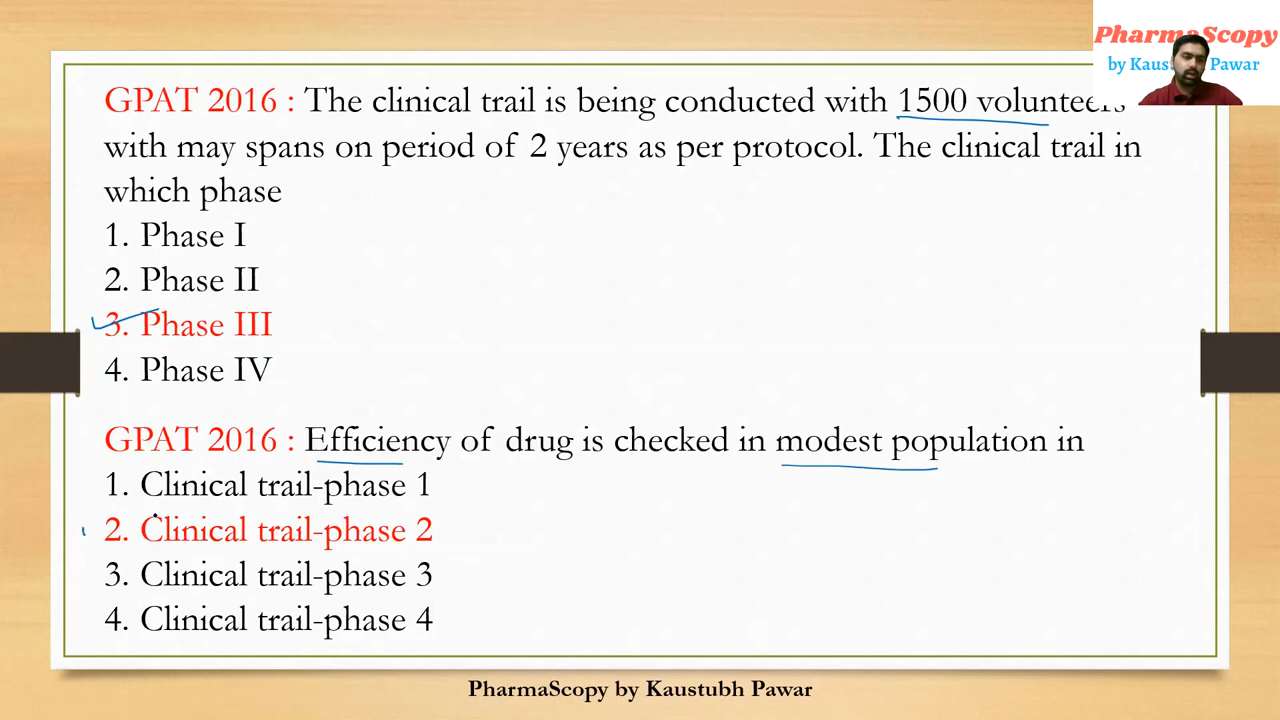 PharmaScopy
by Kaus Pawar
GPAT 2016 : The clinical trail is being conducted with 1500 volunteers
with may spans on period of 2 years as per protocol. The clinical trail in
which phase
1. Phase I
2. Phase II
3. Phase III
4. Phase IV
GPAT 2016 : Efficiency of drug is checked in modest population in
1. Clinical trail-phase 1
2. Clinical trail-phase 2
3. Clinical trail-phase 3
4. Clinical trail-phase 4
PharmaScopy by Kaustubh Pawar